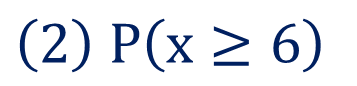 (2) P(x ≥ 6)